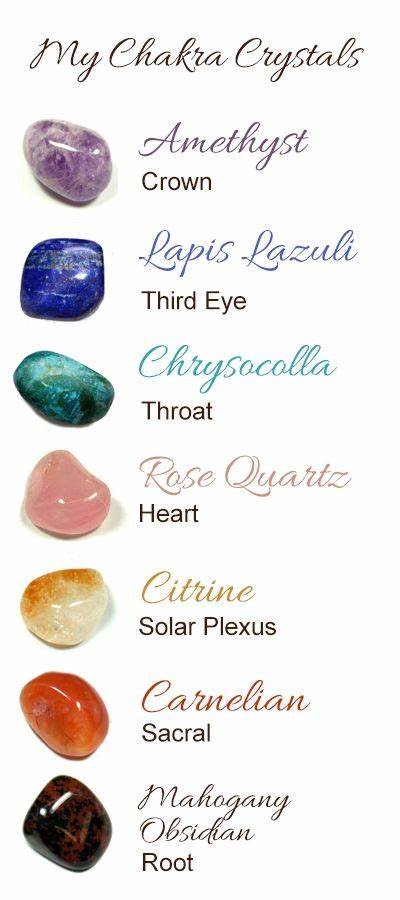 My Chakra Crystals
Amethyst
Crown
Lapis Lazuli
Third Eye
Chrysocolla
Throat
Rose Quartz
Heart
Citrine
Solar Plexus
Carnelian
Sacral
Mahogany
Obsidian
Root